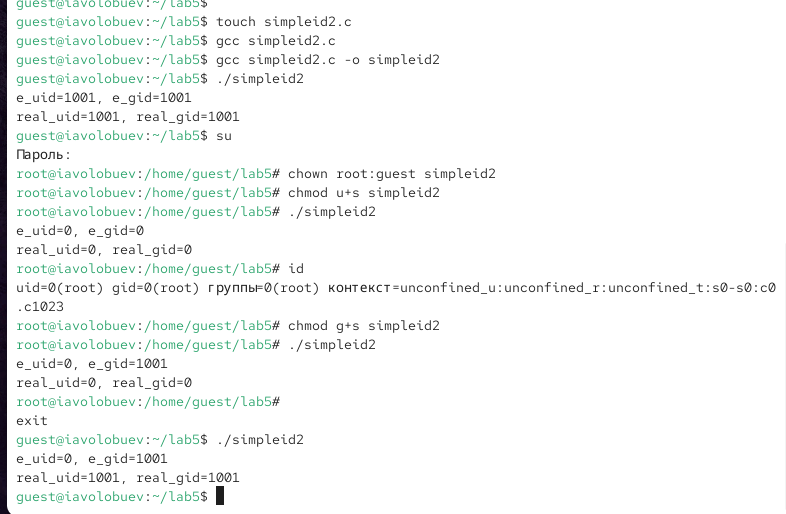 guest@iavolobuev:~/lab5$
guest@iavolobuev:~/lab5$ touch simpleid2.c
guest@iavolobuev:~/lab5$ gcc simpleid2.c
guest@iavolobuev:~/lab5$ gcc simpleid2.c -o simpleid2
guest@iavolobuev:~/lab5$ ./simpleid2
e_uid=1001, e_gid=1001
real_uid=1001, real_gid=1001
guest@iavolobuev:~/lab5$ su
Пароль:
root@iavolobuev:/home/guest/lab5# chown root:guest simpleid2
root@iavolobuev:/home/guest/lab5# chmod u+s simpleid2
root@iavolobuev:/home/guest/lab5# ./simpleid2
e_uid=0, e_gid=0
real_uid=0, real_gid=0
root@iavolobuev:/home/guest/lab5# id
uid=0(root) gid=0(root) группы=0(root) контекст=unconfined_u:unconfined_r:unconfined_t:s0-s0:c0
.c1023
root@iavolobuev:/home/guest/lab5# chmod g+s simpleid2
root@iavolobuev:/home/guest/lab5# ./simpleid2
e_uid=0, e_gid=1001
real_uid=0, real_gid=0
root@iavolobuev:/home/guest/lab5#
exit
guest@iavolobuev:~/lab5$ ./simpleid2
e_uid=0, e_gid=1001
real_uid=1001, real_gid=1001
guest@iavolobuev:~/lab5$